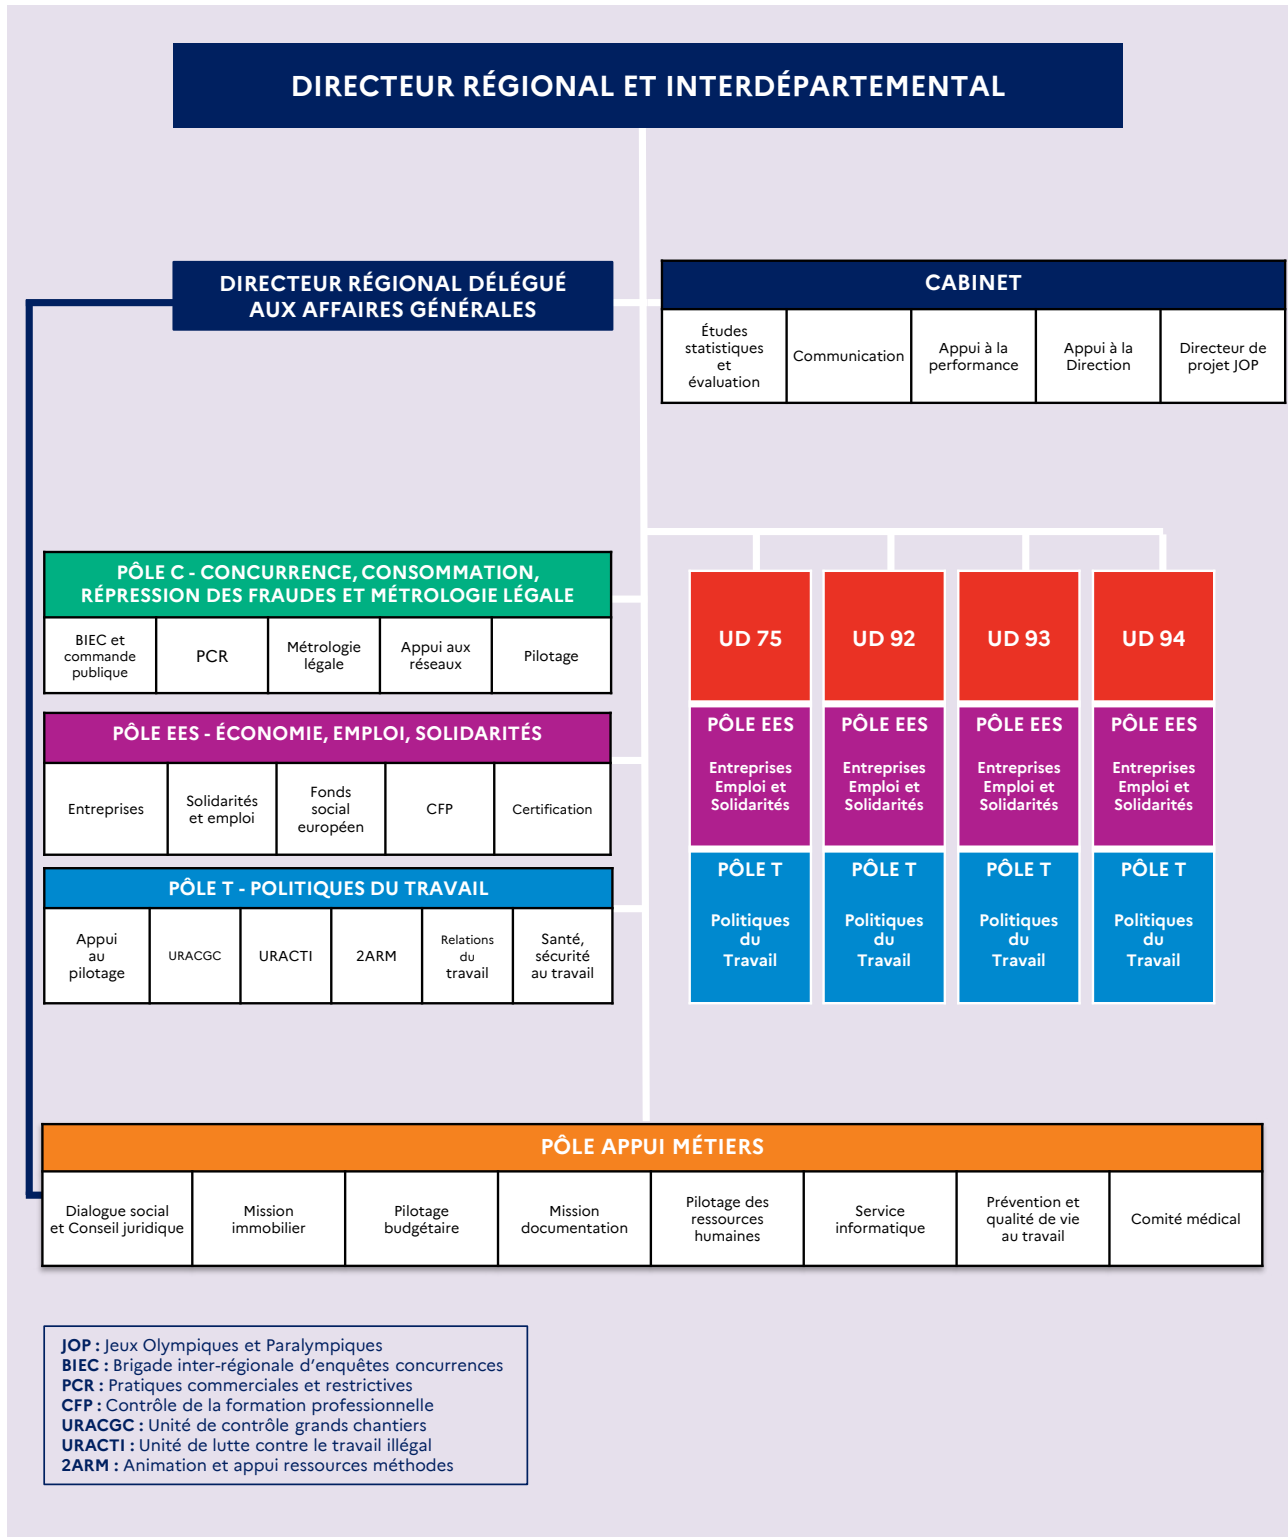 DIRECTEUR RÉGIONAL ET INTERDÉPARTEMENTAL
DIRECTEUR RÉGIONAL DÉLÉGUÉ
AUX AFFAIRES GÉNÉRALES
CABINET
Études
statistiques
et
évaluation
Communication
Appui à la
performance
Appui à la
Direction
Directeur de
projet JOP
PÔLE C - CONCURRENCE, CONSOMMATION,
RÉPRESSION DES FRAUDES ET MÉTROLOGIE LÉGALE
BIEC et
commande
publique
PCR
Métrologie
légale
Appui aux
réseaux
Pilotage
PÔLE EES - ÉCONOMIE, EMPLOI, SOLIDARITÉS
Entreprises
Solidarités
et emploi
Fonds
social
européen
CFP
Certification
PÔLE T - POLITIQUES DU TRAVAIL
Appui
au
pilotage
URACGC
URACTI
2ARM
Relations
du
travail
Santé,
sécurité
au travail
UD 75
PÔLE EES
Entreprises
Emploi et
Solidarités
PÔLE T
Politiques
du
Travail
UD 92
PÔLE EES
Entreprises
Emploi et
Solidarités
PÔLE T
Politiques
du
Travail
UD 93
PÔLE EES
Entreprises
Emploi et
Solidarités
PÔLE T
Politiques
du
Travail
UD 94
PÔLE EES
Entreprises
Emploi et
Solidarités
PÔLE T
Politiques
du
Travail
PÔLE APPUI MÉTIERS
Dialogue social
et Conseil juridique
Mission
immobilier
Pilotage
budgétaire
Mission
documentation
Pilotage des
ressources
humaines
Service
informatique
Prévention et
qualité de vie
au travail
Comité médical
JOP : Jeux Olympiques et Paralympiques
BIEC : Brigade inter-régionale d'enquêtes concurrences
PCR : Pratiques commerciales et restrictives
CFP : Contrôle de la formation professionnelle
URACGC : Unité de contrôle grands chantiers
URACTI : Unité de lutte contre le travail illégal
2ARM : Animation et appui ressources méthodes